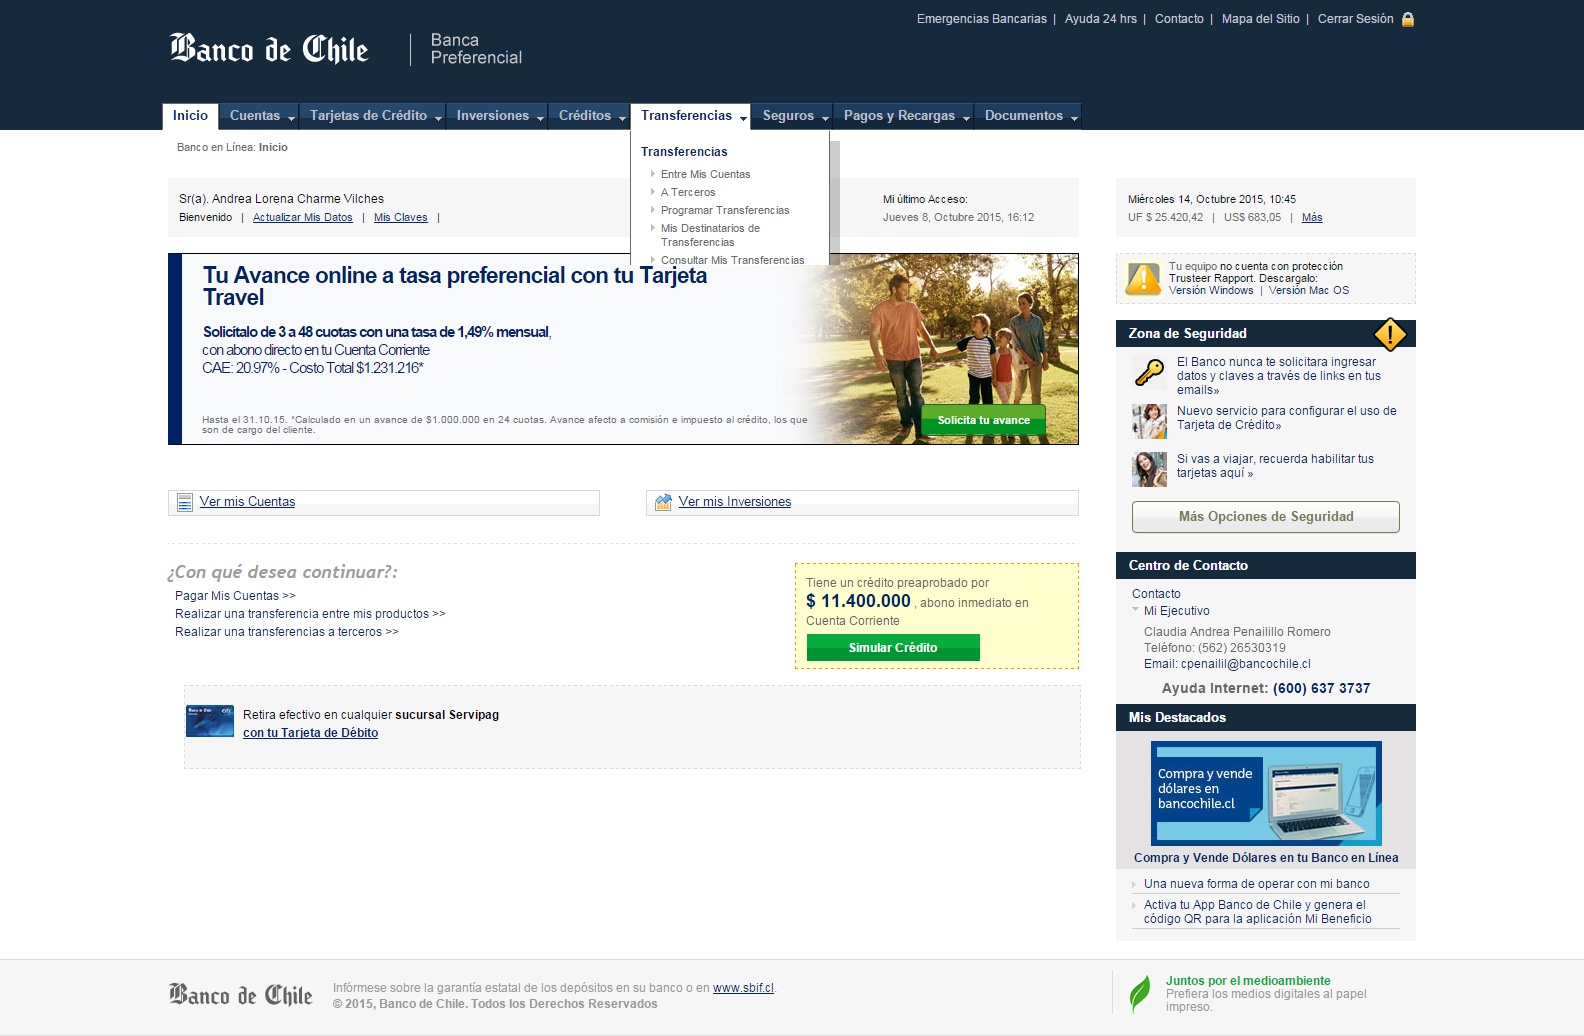 Emergencias Bancarias | Ayuda 24 hrs | Contacto | Mapa del Sitio | Cerrar Sesión
Banco de Chile
Banca
Preferencial
Inicio Cuentas Tarjetas de Crédito Inversiones Créditos Transferencias Seguros Pagos y Recargas Documentos
Banco en Línea: Inicio
Transferencias
Entre Mis Cuentas
A Terceros
Programar Transferencias
Mis Destinatarios de
Transferencias
Consultar Mis Transferencias
Sr(a). Andrea Lorena Charme Vilches
Bienvenido | Actualizar Mis Datos | Mis Claves |
Mi último Acceso:
Jueves 8, Octubre 2015, 16:12
Miércoles 14, Octubre 2015, 10:45
UF $ 25.420,42 | US$ 683,05 | Más
Tu Avance online a tasa preferencial con tu Tarjeta
Travel
Solicítalo de 3 a 48 cuotas con una tasa de 1,49% mensual,
con abono directo en tu Cuenta Corriente
CAE: 20.97% - Costo Total $1.231.216*
Hasta el 31.10.15. *Calculado en un avance de $1.000.000 en 24 cuotas. Avance afecto a comisión e impuesto al crédito, los que
son de cargo del cliente.
Solicita tu avance
Tu equipo no cuenta con protección
Trusteer Rapport. Descargalo:
Versión Windows | Versión Mac OS
Zona de Seguridad
El Banco nunca te solicitara ingresar
datos y claves a través de links en tus
emails»
Nuevo servicio para configurar el uso de
Tarjeta de Crédito»
Si vas a viajar, recuerda habilitar tus
tarjetas aquí »
Más Opciones de Seguridad
Ver mis Cuentas
Ver mis Inversiones
¿Con qué desea continuar?:
Pagar Mis Cuentas >>
Realizar una transferencia entre mis productos >>
Realizar una transferencias a terceros >>
Tiene un crédito preaprobado por
$ 11.400.000 , abono inmediato en
Cuenta Corriente
Simular Crédito
Retira efectivo en cualquier sucursal Servipag
con tu Tarjeta de Débito
Centro de Contacto
Contacto
Mi Ejecutivo
Claudia Andrea Penailillo Romero
Teléfono: (562) 26530319
Email: cpenailil@bancochile.cl
Ayuda Internet: (600) 637 3737
Mis Destacados
Compra y vende
dólares en
bancochile.cl
Compra y Vende Dólares en tu Banco en Línea
Una nueva forma de operar con mi banco
Activa tu App Banco de Chile y genera el
código QR para la aplicación Mi Beneficio
Banco de Chile
Infórmese sobre la garantía estatal de los depósitos en su banco o en www.sbif.cl.
© 2015, Banco de Chile. Todos los Derechos Reservados
Juntos por el medioambiente
Prefiera los medios digitales al papel
impreso.